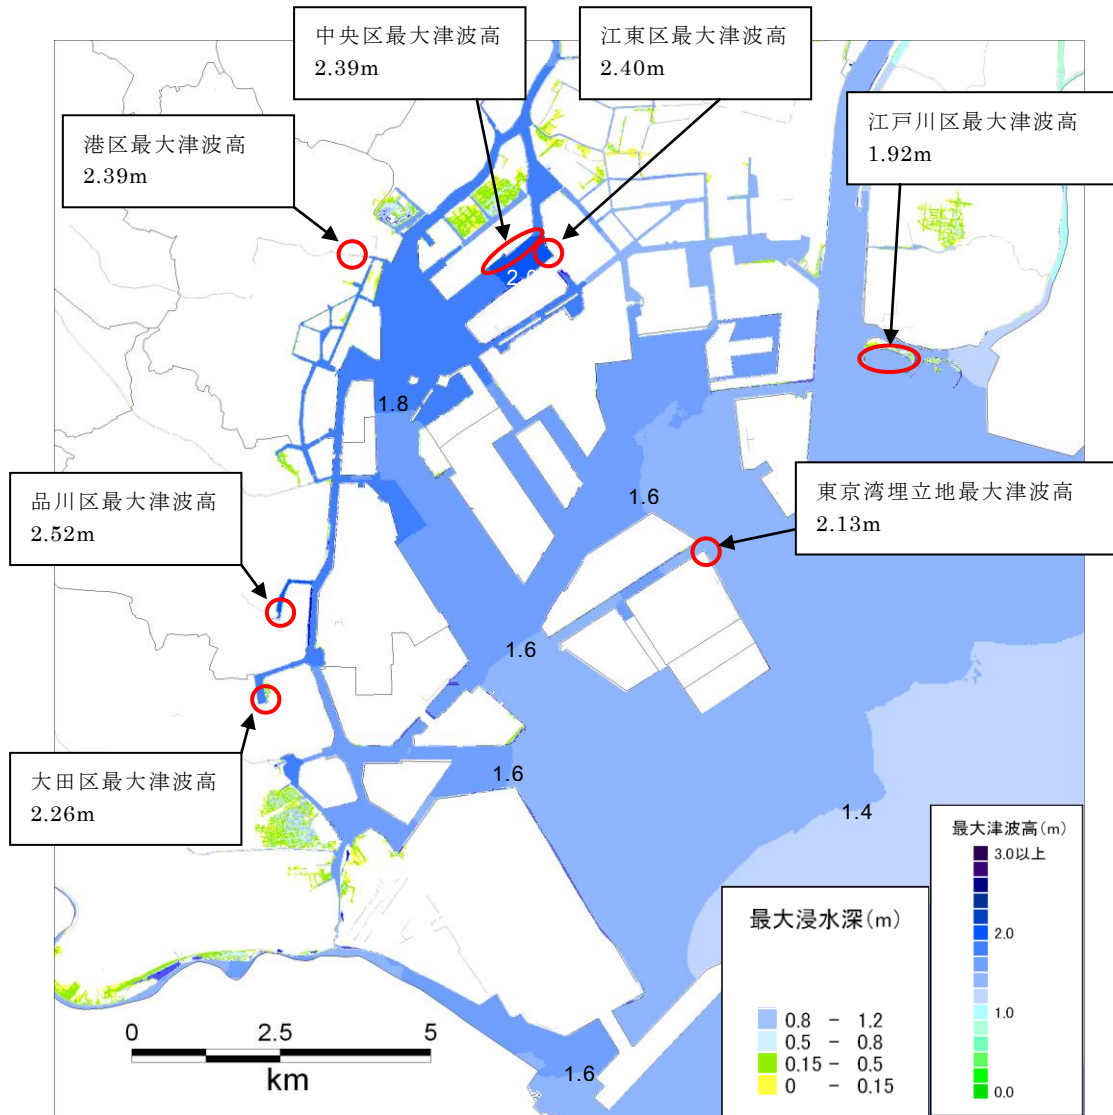 中央区最大津波高
2.39m
江東区最大津波高
2.40m
江戸川区最大津波高
1.92m
港区最大津波高
2.39m
1.8
品川区最大津波高
2.52m
1.6
東京湾埋立地最大津波高
2.13m
1.6
大田区最大津波高
2.26m
1.6
1.4
最大津波高(m)
3.0以上
2.0
1.0
0.0
最大浸水深(m)
0.8 - 1.2
0.5 - 0.8
0.15 - 0.5
0 - 0.15
0 2.5 5
km
1.6